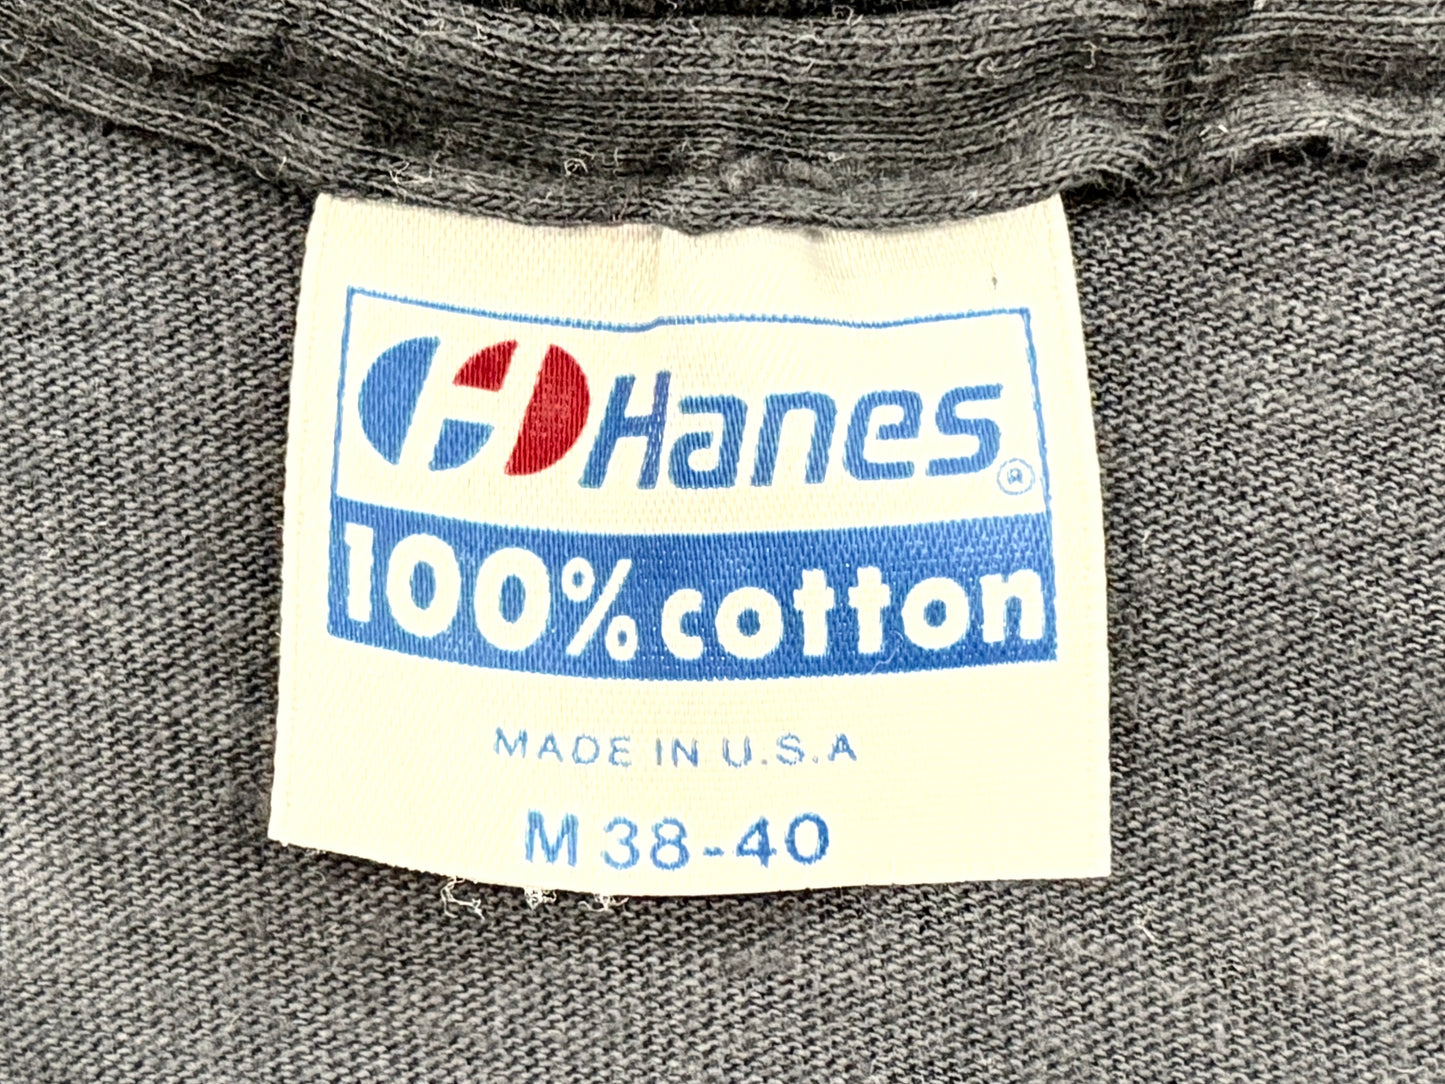 Hanes®
100% cotton
MADE IN U.S.A
M 38-40